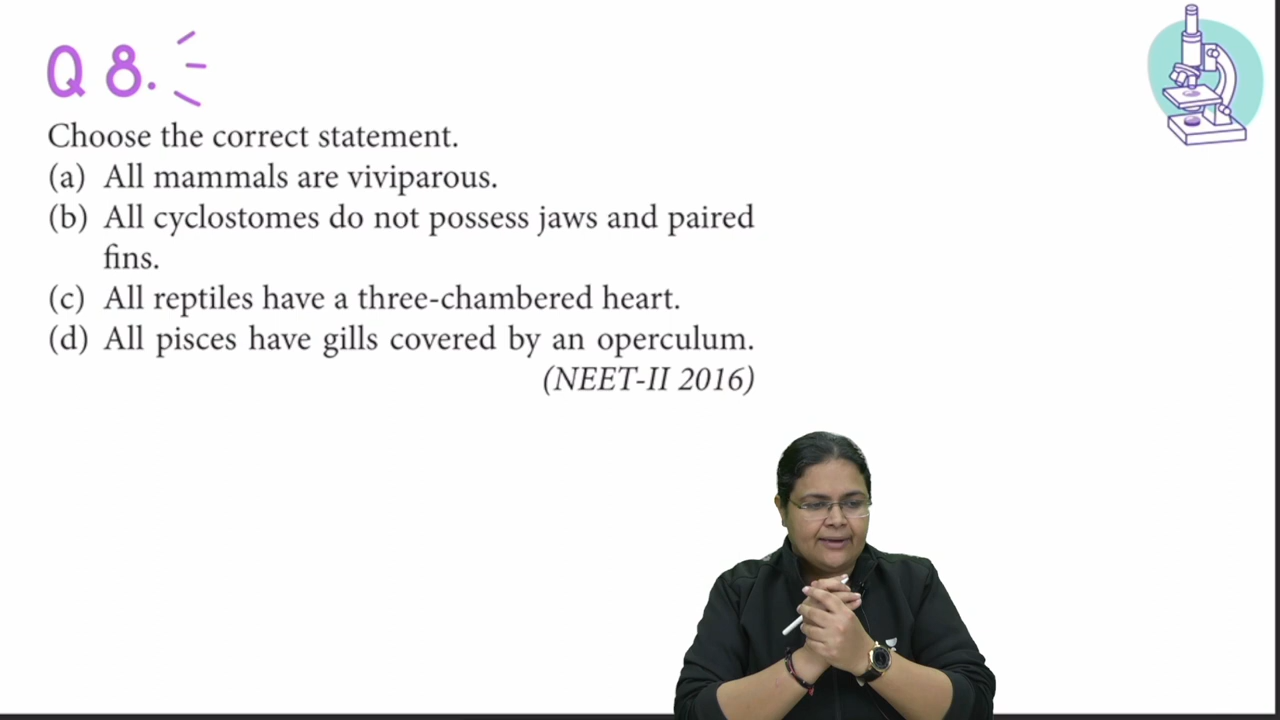 Q 8.
Choose the correct statement.
(a) All mammals are viviparous.
(b) All cyclostomes do not possess jaws and paired
fins.
(c) All reptiles have a three-chambered heart.
(d) All pisces have gills covered by an operculum.
(NEET-II 2016)